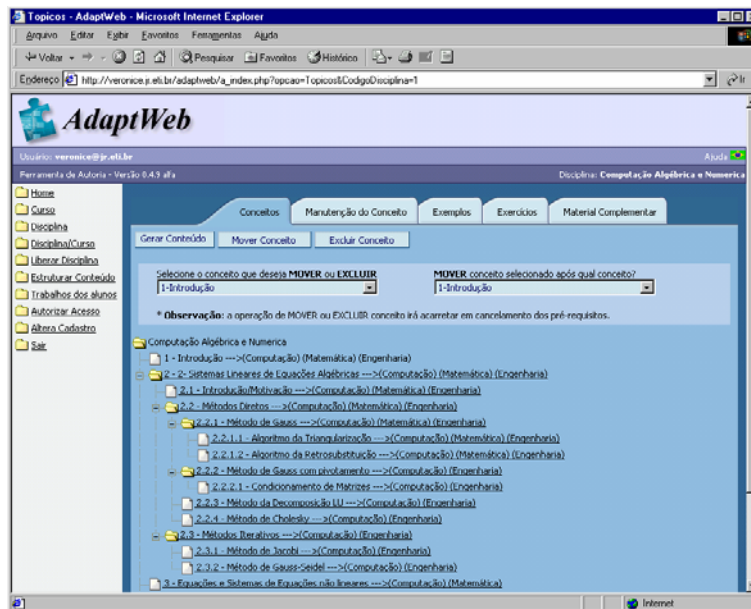 Topicos - AdaptWeb - Microsoft Internet Explorer
Arquivo Editar Exibir Favoritos Ferramentas Ajuda
Voltar Pesquisar Favoritos Histórico
Endereço http://veronice.jr.eti.br/adaptweb/a_index.php?opcao=Topicos&CodigoDisciplina=1 Ir
AdaptWeb
Usuário: veronice@jr.eti.br Ajuda
Ferramenta de Autoria - Versão 0.4.9 alfa Disciplina: Computação Algébrica e Numerica
Home
Curso
Disciplina
Disciplina/Curso
Liberar Disciplina
Estruturar Conteúdo
Trabalhos dos alunos
Autorizar Acesso
Altera Cadastro
Sair
Conceitos Manutenção do Conceito Exemplos Exercícios Material Complementar
Gerar Conteúdo Mover Conceito Excluir Conceito
Selecione o conceito que deseja MOVER ou EXCLUIR MOVER conceito selecionado após qual conceito?
1-Introdução 1-Introdução
* Observação: a operação de MOVER ou EXCLUIR conceito irá acarretar em cancelamento dos pré-requisitos.
Computação Algébrica e Numerica
1 - Introdução --->(Computação) (Matemática) (Engenharia)
2 - 2- Sistemas Lineares de Equações Algébricas --->(Computação) (Matemática) (Engenharia)
2.1 - Introdução/Motivação --->(Computação) (Matemática) (Engenharia)
2.2 - Métodos Diretos --->(Computação) (Matemática) (Engenharia)
2.2.1 - Método de Gauss --->(Computação) (Matemática) (Engenharia)
2.2.1.1 - Algoritmo da Triangularização --->(Computação) (Matemática) (Engenharia)
2.2.1.2 - Algoritmo da Retrosubstituição --->(Computação) (Matemática) (Engenharia)
2.2.2 - Método de Gauss com pivotamento --->(Computação) (Engenharia)
2.2.2.1 - Condicionamento de Matrizes --->(Computação) (Engenharia)
2.2.3 - Método da Decomposição LU --->(Computação) (Engenharia)
2.2.4 - Método de Cholesky --->(Computação) (Engenharia)
2.3 - Métodos Iterativos --->(Computação) (Engenharia)
2.3.1 - Método de Jacobi --->(Computação) (Engenharia)
2.3.2 - Método de Gauss-Seidel --->(Computação) (Engenharia)
3 - Equações e Sistemas de Equações não lineares --->(Computação) (Matemática)
Internet